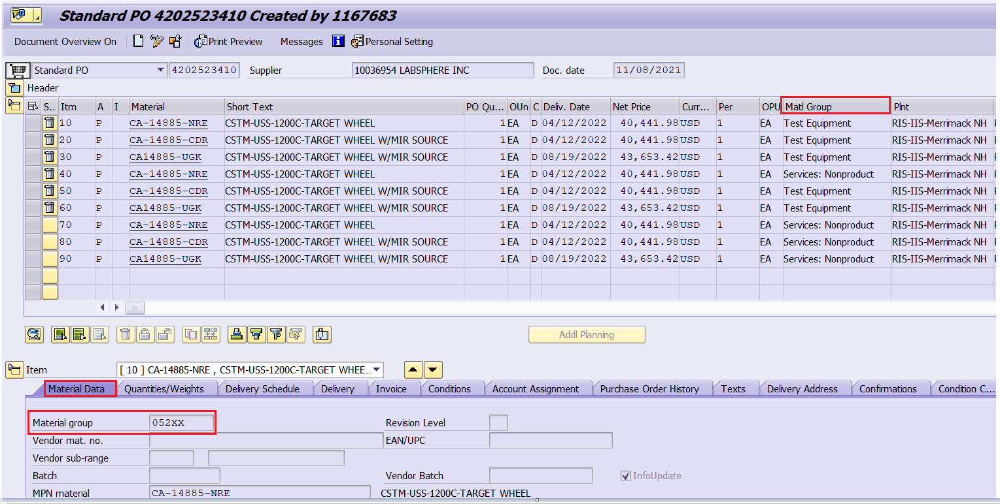 Standard PO 4202523410 Created by 1167683
Document Overview On Print Preview Messages Personal Setting
Standard PO 4202523410 Supplier 10036954 LABSPHERE INC Doc. date 11/08/2021
Header
S.. Itm A I Material Short Text PO Qu... OUn C Deliv. Date Net Price Curr... Per OPU Matl Group Plnt
10 P CA-14885-NRE CSTM-USS-1200C-TARGET WHEEL 1 EA D 04/12/2022 40,441.98 USD 1 EA Test Equipment RIS-IIS-Merrimack NH
20 P CA-14885-CDR CSTM-USS-1200C-TARGET WHEEL W/MIR SOURCE 1 EA D 04/12/2022 40,441.98 USD 1 EA Test Equipment RIS-IIS-Merrimack NH
30 P CA14885-UGK CSTM-USS-1200C-TARGET WHEEL W/MIR SOURCE 1 EA D 08/19/2022 43,653.42 USD 1 EA Test Equipment RIS-IIS-Merrimack NH
40 P CA-14885-NRE CSTM-USS-1200C-TARGET WHEEL 1 EA D 04/12/2022 40,441.98 USD 1 EA Services: Nonproduct RIS-IIS-Merrimack NH
50 P CA-14885-CDR CSTM-USS-1200C-TARGET WHEEL W/MIR SOURCE 1 EA D 04/12/2022 40,441.98 USD 1 EA Test Equipment RIS-IIS-Merrimack NH
60 P CA14885-UGK CSTM-USS-1200C-TARGET WHEEL W/MIR SOURCE 1 EA D 08/19/2022 43,653.42 USD 1 EA Test Equipment RIS-IIS-Merrimack NH
70 P CA-14885-NRE CSTM-USS-1200C-TARGET WHEEL 1 EA D 04/12/2022 40,441.98 USD 1 EA Services: Nonproduct RIS-IIS-Merrimack NH
80 P CA-14885-CDR CSTM-USS-1200C-TARGET WHEEL W/MIR SOURCE 1 EA D 04/12/2022 40,441.98 USD 1 EA Services: Nonproduct RIS-IIS-Merrimack NH
90 P CA14885-UGK CSTM-USS-1200C-TARGET WHEEL W/MIR SOURCE 1 EA D 08/19/2022 43,653.42 USD 1 EA Services: Nonproduct RIS-IIS-Merrimack NH
Addl Planning
Item [ 10 ] CA-14885-NRE , CSTM-USS-1200C-TARGET WHEE...
Material Data Quantities/Weights Delivery Schedule Delivery Invoice Conditions Account Assignment Purchase Order History Texts Delivery Address Confirmations Condition C...
Material group 052XX Revision Level
Vendor mat. no. EAN/UPC
Vendor sub-range
Batch Vendor Batch InfoUpdate
MPN material CA-14885-NRE CSTM-USS-1200C-TARGET WHEEL